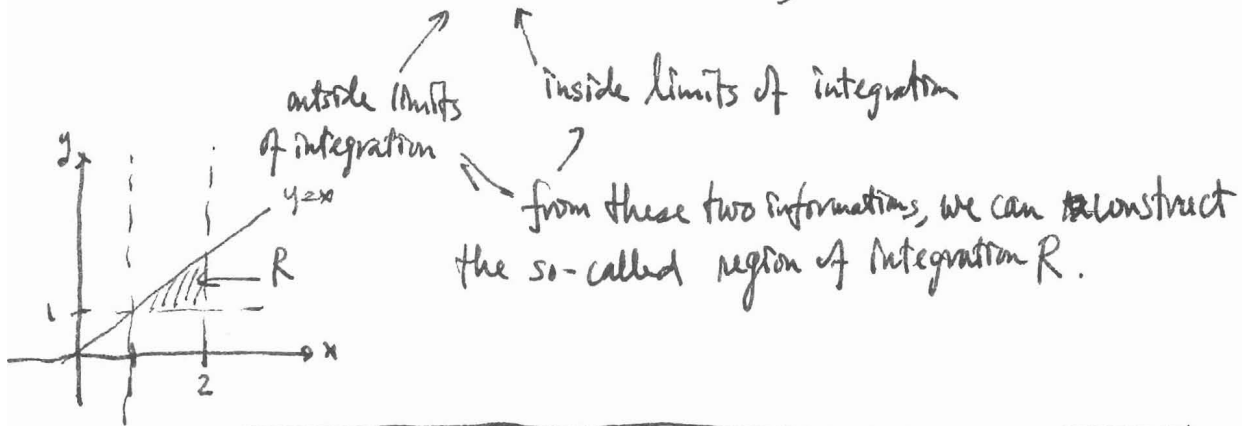 outside limits
of integration
inside limits of integration
from these two informations, we can construct
the so-called region of integration R.
y
y=x
R
1
x
2